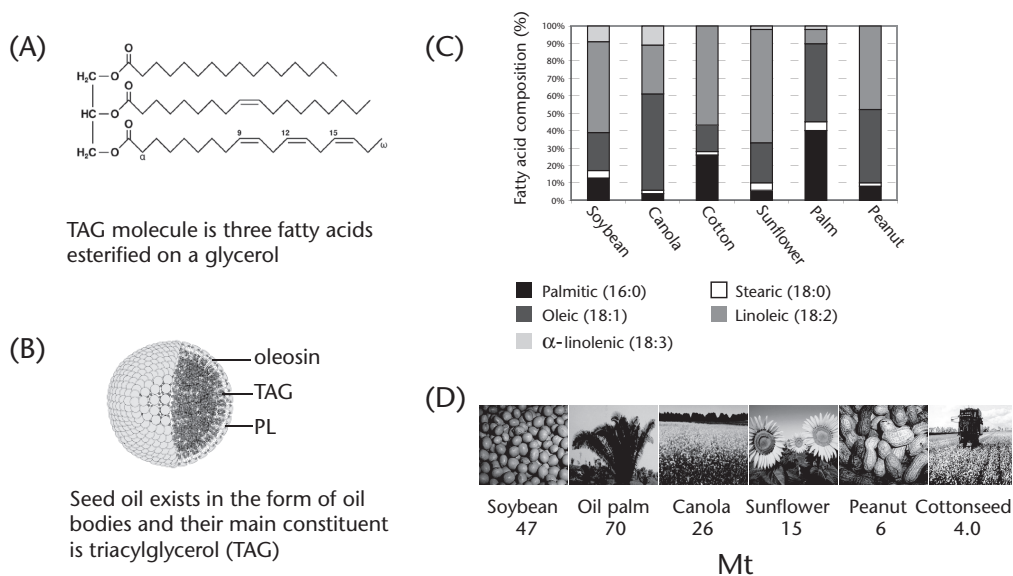 (A)
O
H₂C—O
O
HC—O
O
9
12
15
H₂C—O
α
ω
TAG molecule is three fatty acids
esterified on a glycerol
(B)
oleosin
TAG
PL
Seed oil exists in the form of oil
bodies and their main constituent
is triacylglycerol (TAG)
(C)
Fatty acid composition (%)
100%
90%
80%
70%
60%
50%
40%
30%
20%
10%
0%
Soybean
Canola
Cotton
Sunflower
Palm
Peanut
Palmitic (16:0)
Stearic (18:0)
Oleic (18:1)
Linoleic (18:2)
α-linolenic (18:3)
(D)
Soybean Oil palm Canola Sunflower Peanut Cottonseed
47 70 26 15 6 4.0
Mt